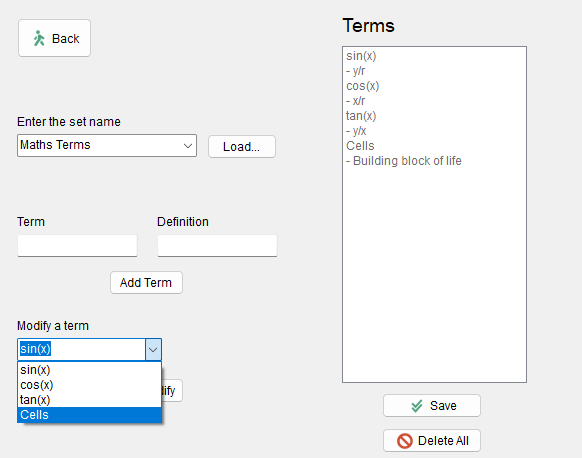 Back
Enter the set name
Maths Terms
Load...
Term
Definition
Add Term
Modify a term
sin(x)
sin(x)
cos(x)
tan(x)
Cells
Terms
sin(x)
- y/r
cos(x)
- x/r
tan(x)
- y/x
Cells
- Building block of life
Save
Delete All